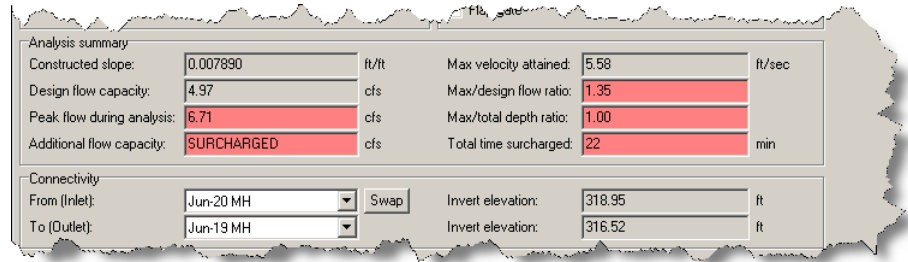 Flap gate
Analysis summary
Constructed slope: 0.007890 ft/ft Max velocity attained: 5.58 ft/sec
Design flow capacity: 4.97 cfs Max/design flow ratio: 1.35
Peak flow during analysis: 6.71 cfs Max/total depth ratio: 1.00
Additional flow capacity: SURCHARGED cfs Total time surcharged: 22 min
Connectivity
From (Inlet): Jun-20 MH Swap Invert elevation: 318.95 ft
To (Outlet): Jun-19 MH Invert elevation: 316.52 ft